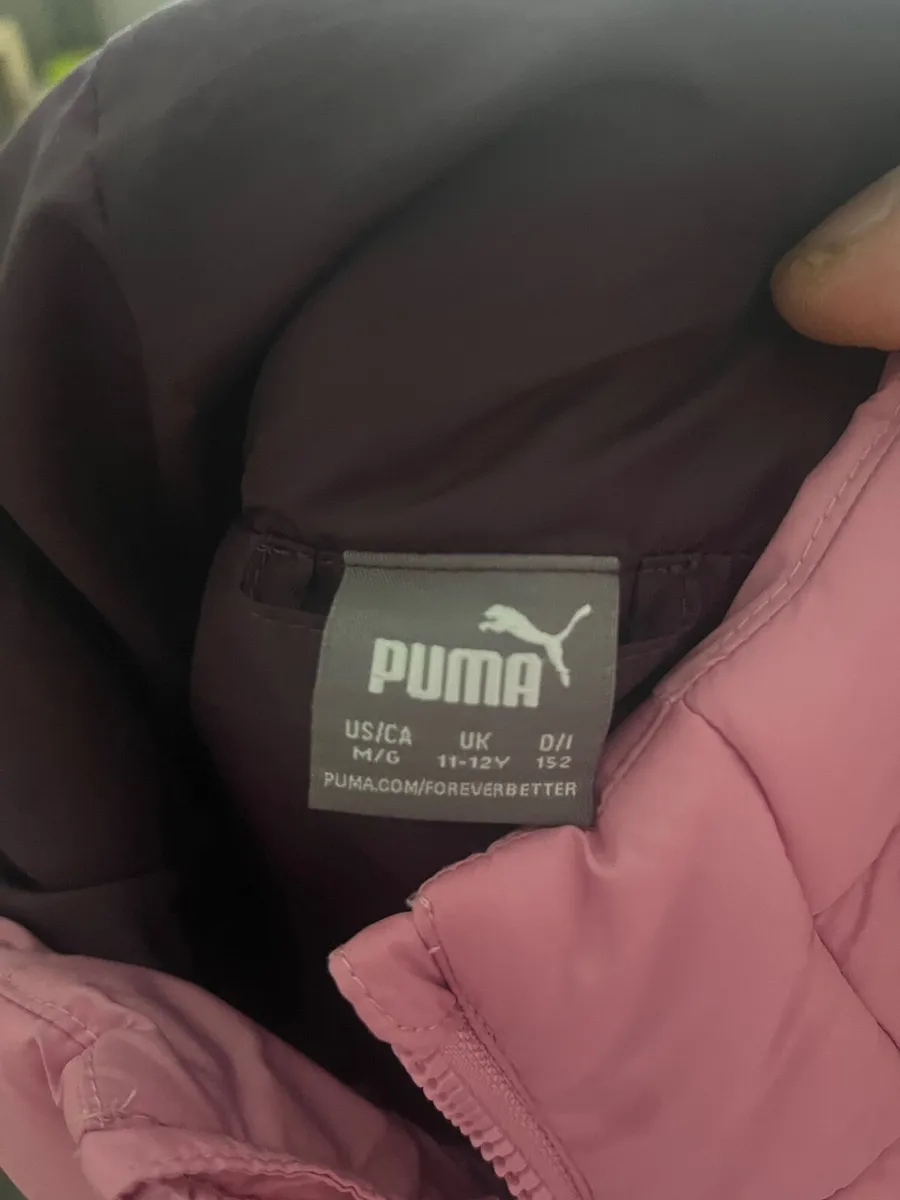 PUMA
US/CA UK D/I
M/G 11-12Y 152
PUMA.COM/FOREVERBETTER